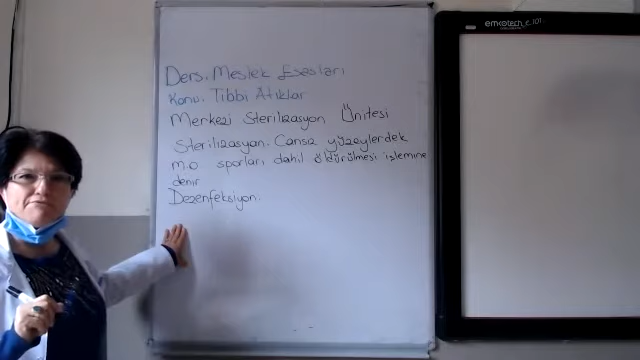 Ders. Meslek Esasları
Konu. Tıbbi Atıklar
Merkezi Sterilizasyon Ünitesi
Sterilizasyon. Cansız yüzeylerdek
m.o sporları dahil öldürülmesi işlemine
denir
Dezenfeksiyon.
emkotech